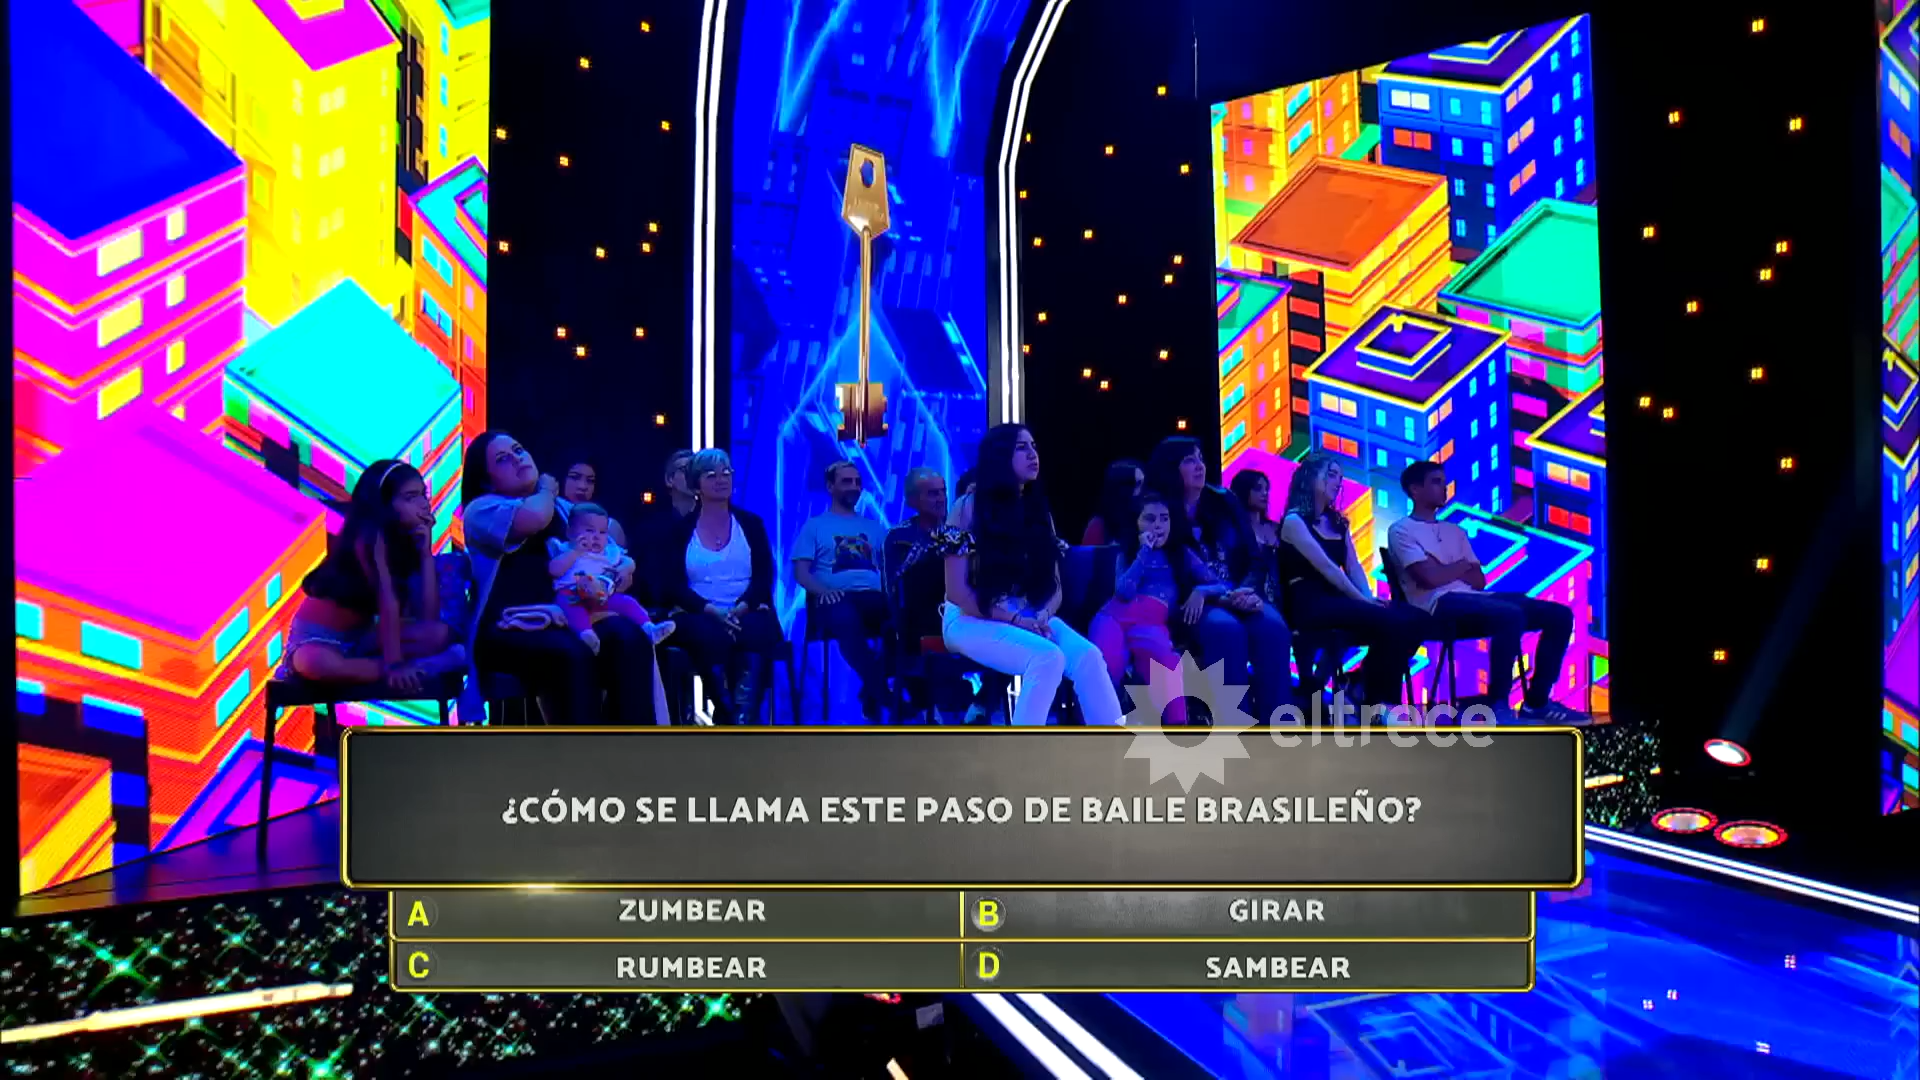 eltrece
¿CÓMO SE LLAMA ESTE PASO DE BAILE BRASILEÑO?
A ZUMBEAR
B GIRAR
C RUMBEAR
D SAMBEAR